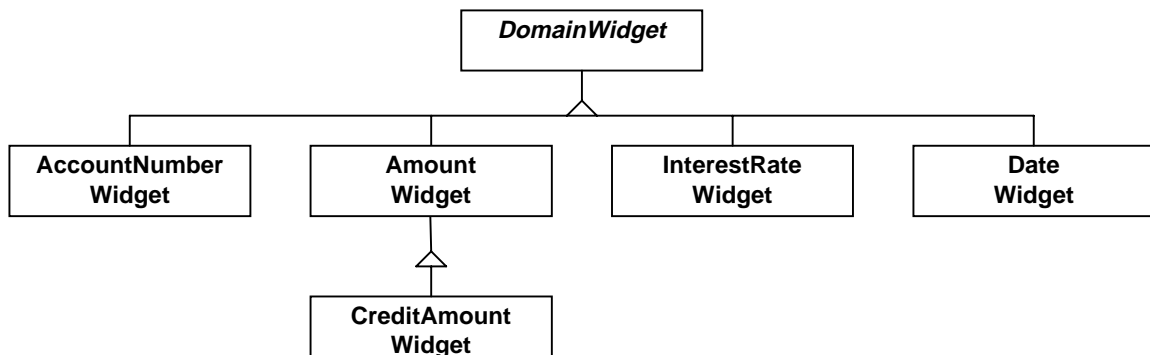 DomainWidget
AccountNumber
Widget
Amount
Widget
InterestRate
Widget
Date
Widget
CreditAmount
Widget